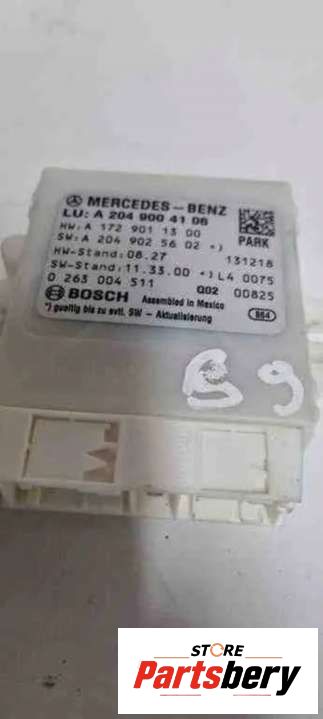 MERCEDES-BENZ
LU: A 204 900 41 06
HW: A 172 901 13 00
SW: A 204 902 56 02 *)
PARK
HW-Stand: 08.27
131218
SW-Stand: 11.33.00 *) L4 0075
0 263 004 511
Q02 00825
BOSCH Assembled in Mexico
*) gueltig bis zu evtl. SW - Aktualisierung
864
B9
STORE
Partsbery